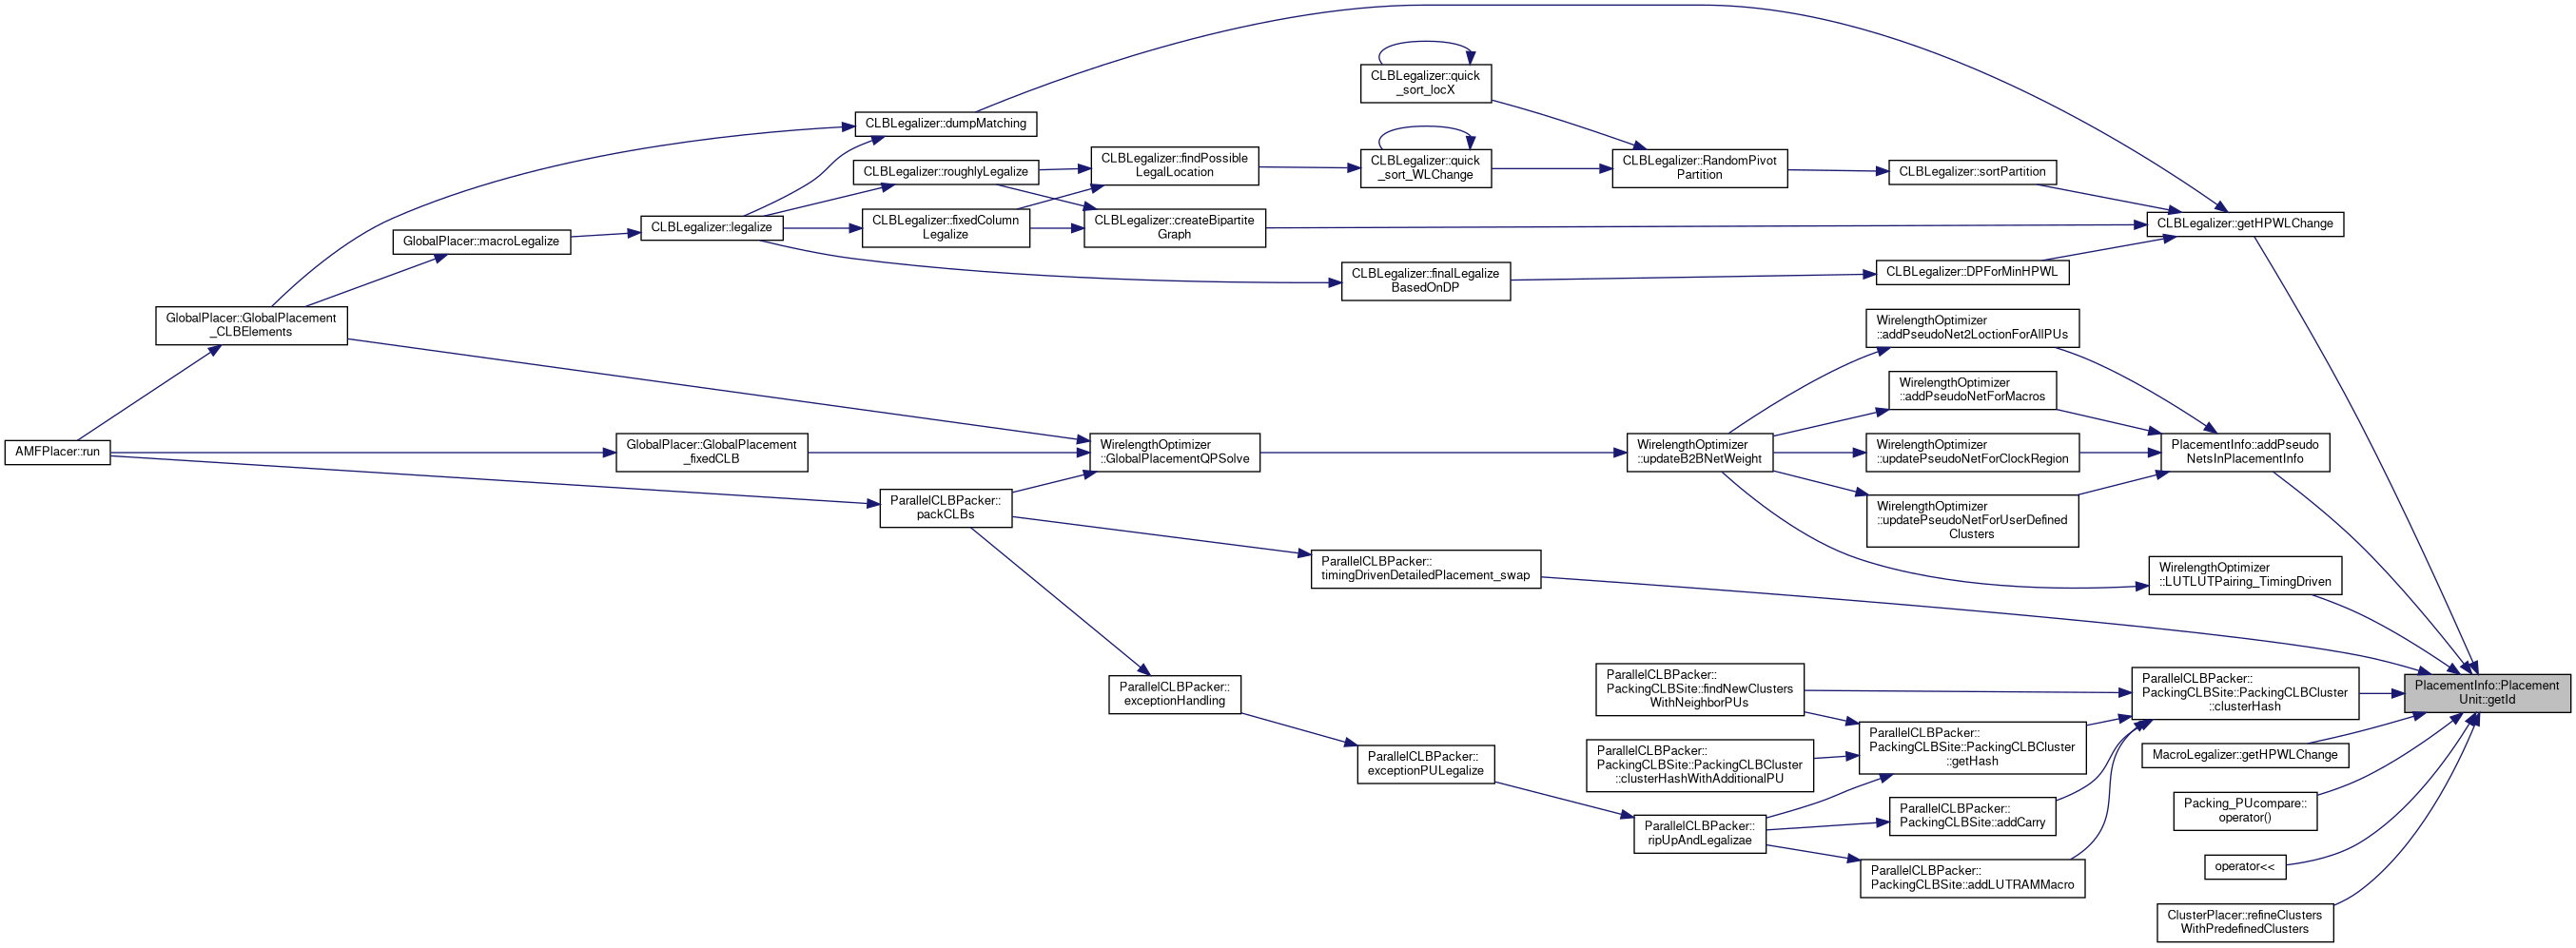 CLBLegalizer::quick
_sort_locX
CLBLegalizer::dumpMatching
CLBLegalizer::roughlyLegalize
CLBLegalizer::findPossible
LegalLocation
CLBLegalizer::quick
_sort_WLChange
CLBLegalizer::RandomPivot
Partition
CLBLegalizer::sortPartition
CLBLegalizer::getHPWLChange
GlobalPlacer::macroLegalize
CLBLegalizer::legalize
CLBLegalizer::fixedColumn
Legalize
CLBLegalizer::createBipartite
Graph
CLBLegalizer::finalLegalize
BasedOnDP
CLBLegalizer::DPForMinHPWL
GlobalPlacer::GlobalPlacement
_CLBElements
WirelengthOptimizer
::addPseudoNet2LoctionForAllPUs
WirelengthOptimizer
::addPseudoNetForMacros
AMFPlacer::run
GlobalPlacer::GlobalPlacement
_fixedCLB
WirelengthOptimizer
::GlobalPlacementQPSolve
WirelengthOptimizer
::updateB2BNetWeight
WirelengthOptimizer
::updatePseudoNetForClockRegion
PlacementInfo::addPseudo
NetsInPlacementInfo
ParallelCLBPacker::
packCLBs
WirelengthOptimizer
::updatePseudoNetForUserDefined
Clusters
ParallelCLBPacker::
timingDrivenDetailedPlacement_swap
WirelengthOptimizer
::LUTLUTPairing_TimingDriven
ParallelCLBPacker::
exceptionHandling
ParallelCLBPacker::
PackingCLBSite::findNewClusters
WithNeighborPUs
ParallelCLBPacker::
PackingCLBSite::PackingCLBCluster
::clusterHash
PlacementInfo::Placement
Unit::getId
ParallelCLBPacker::
exceptionPULegalize
ParallelCLBPacker::
PackingCLBSite::PackingCLBCluster
::clusterHashWithAdditionalPU
ParallelCLBPacker::
PackingCLBSite::PackingCLBCluster
::getHash
MacroLegalizer::getHPWLChange
ParallelCLBPacker::
ripUpAndLegalizae
ParallelCLBPacker::
PackingCLBSite::addCarry
Packing_PUcompare::
operator()
ParallelCLBPacker::
PackingCLBSite::addLUTRAMMacro
operator<<
ClusterPlacer::refineClusters
WithPredefinedClusters